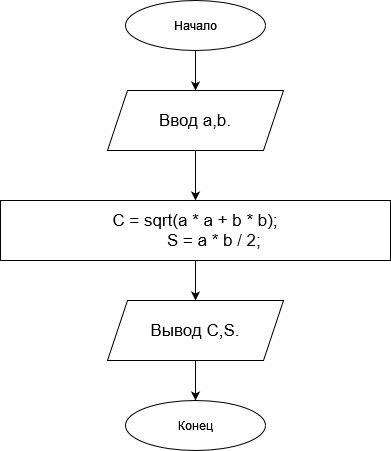 Начало
Ввод a,b.
C = sqrt(a * a + b * b);
S = a * b / 2;
Вывод C,S.
Конец